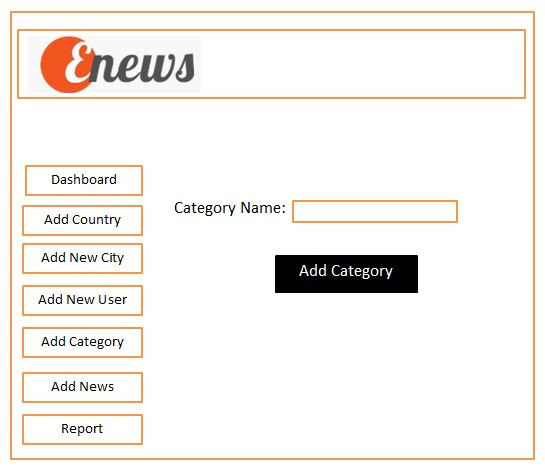 Enews
Dashboard
Add Country
Category Name:
Add New City
Add Category
Add New User
Add Category
Add News
Report